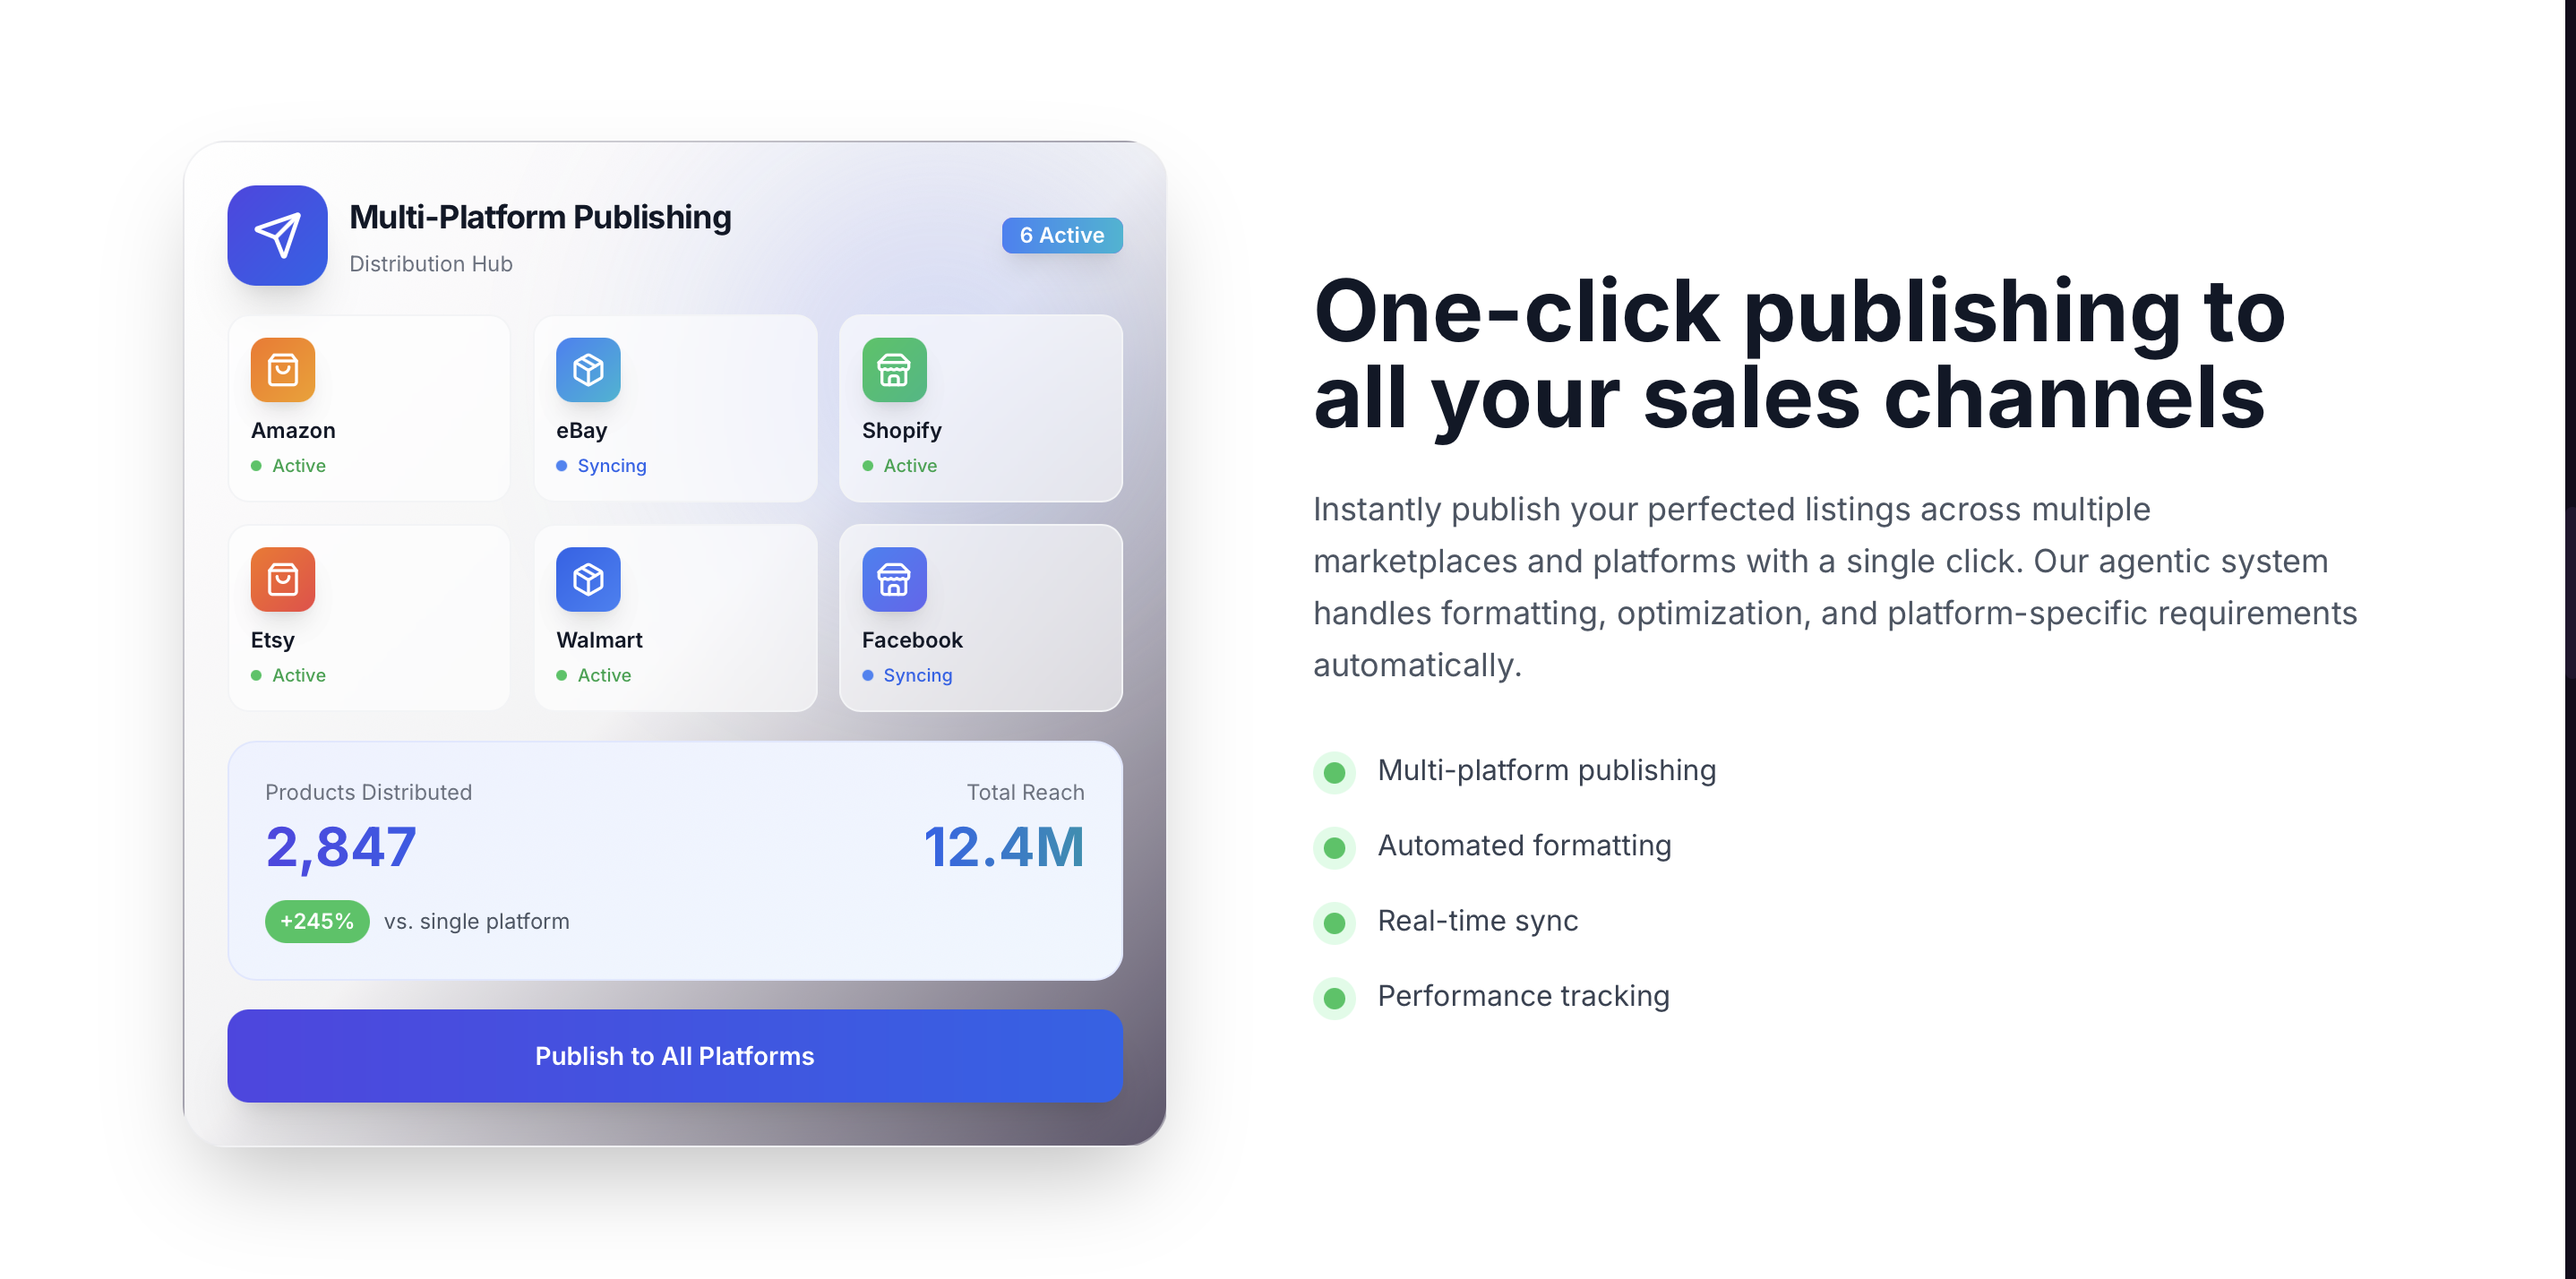 Multi-Platform Publishing
Distribution Hub
6 Active
Amazon
Active
eBay
Syncing
Shopify
Active
Etsy
Active
Walmart
Active
Facebook
Syncing
Products Distributed
2,847
Total Reach
12.4M
+245% vs. single platform
Publish to All Platforms
One-click publishing to
all your sales channels
Instantly publish your perfected listings across multiple
marketplaces and platforms with a single click. Our agentic system
handles formatting, optimization, and platform-specific requirements
automatically.
Multi-platform publishing
Automated formatting
Real-time sync
Performance tracking